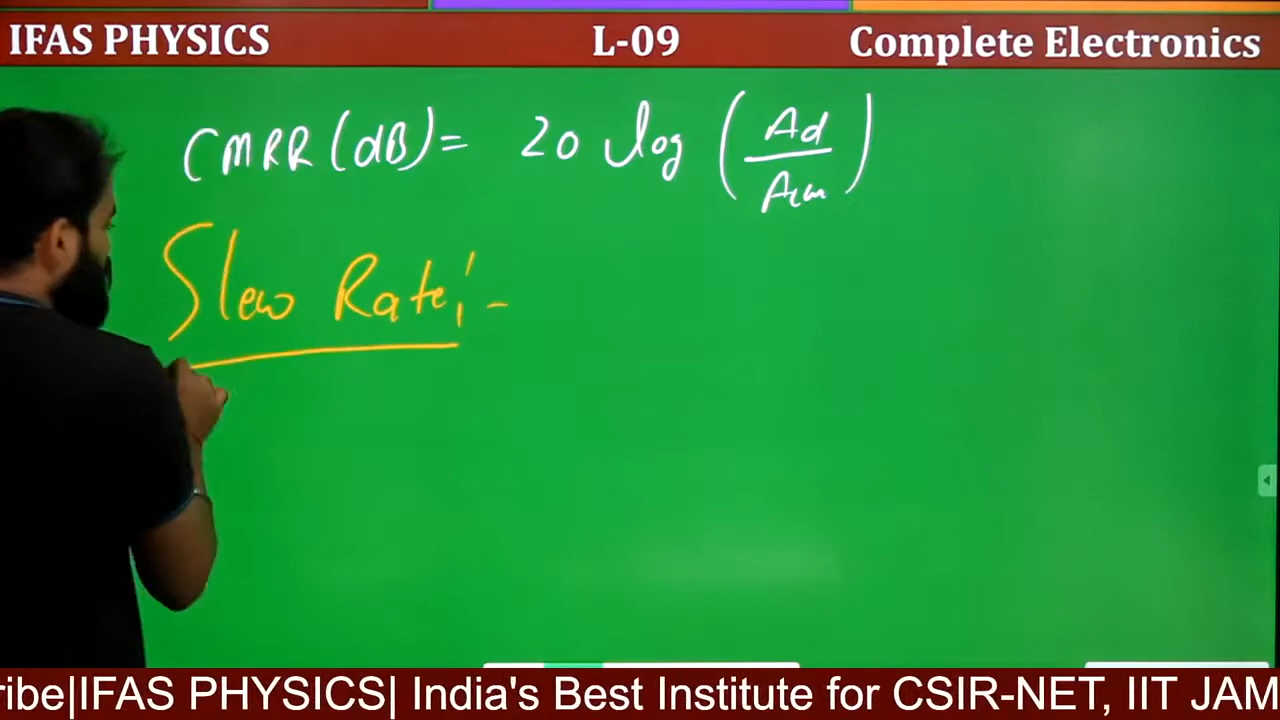 IFAS PHYSICS L-09 Complete Electronics
CMRR (dB) = 20 log (Ad/Acm)
Slew Rate :-
ribe|IFAS PHYSICS| India's Best Institute for CSIR-NET, IIT JAM